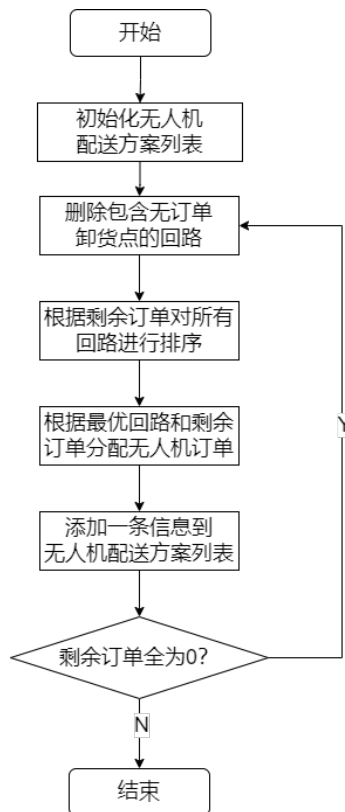 开始
初始化无人机
配送方案列表
删除包含无订单
卸货点的回路
根据剩余订单对所有
回路进行排序
根据最优回路和剩余
订单分配无人机订单
添加一条信息到
无人机配送方案列表
剩余订单全为0?
Y
N
结束